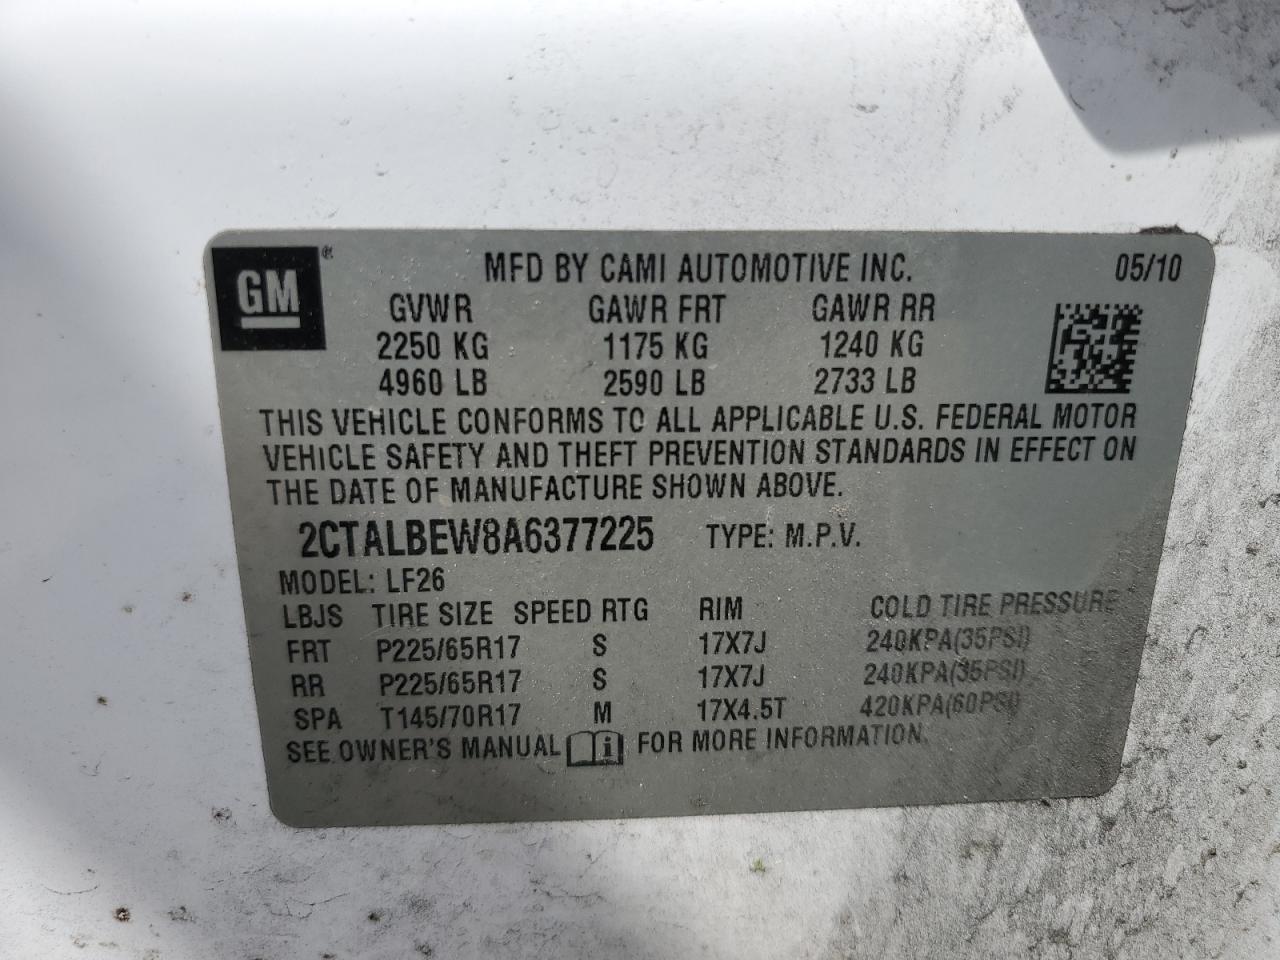 GM® MFD BY CAMI AUTOMOTIVE INC. 05/10
GVWR GAWR FRT GAWR RR
2250 KG 1175 KG 1240 KG
4960 LB 2590 LB 2733 LB
THIS VEHICLE CONFORMS TO ALL APPLICABLE U.S. FEDERAL MOTOR
VEHICLE SAFETY AND THEFT PREVENTION STANDARDS IN EFFECT ON
THE DATE OF MANUFACTURE SHOWN ABOVE.
2CTALBEW8A6377225 TYPE: M.P.V.
MODEL: LF26
LBJS TIRE SIZE SPEED RTG RIM COLD TIRE PRESSURE
FRT P225/65R17 S 17X7J 240KPA(35PSI)
RR P225/65R17 S 17X7J 240KPA(35PSI)
SPA T145/70R17 M 17X4.5T 420KPA(60PSI)
SEE OWNER'S MANUAL i FOR MORE INFORMATION.